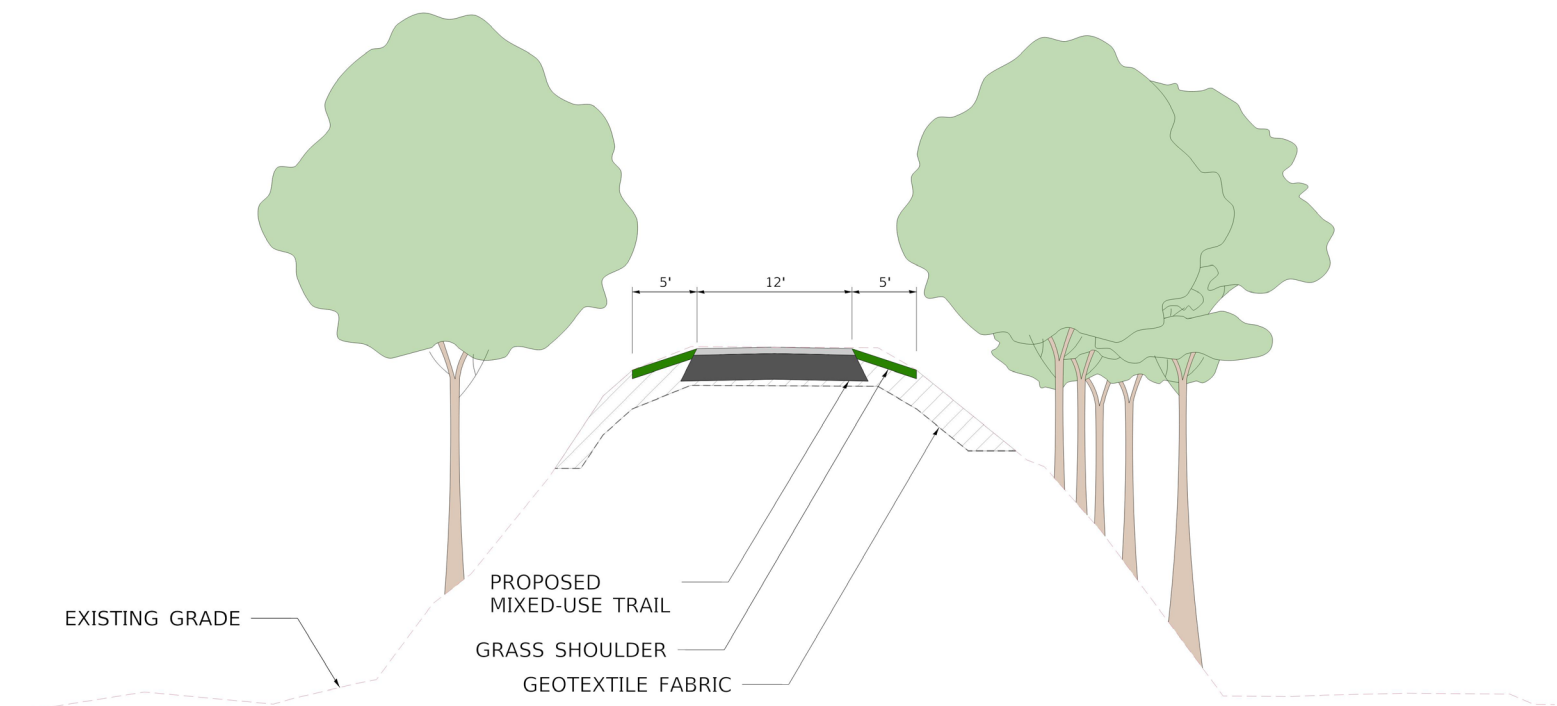 5' 12' 5'
PROPOSED
MIXED-USE TRAIL
EXISTING GRADE
GRASS SHOULDER
GEOTEXTILE FABRIC